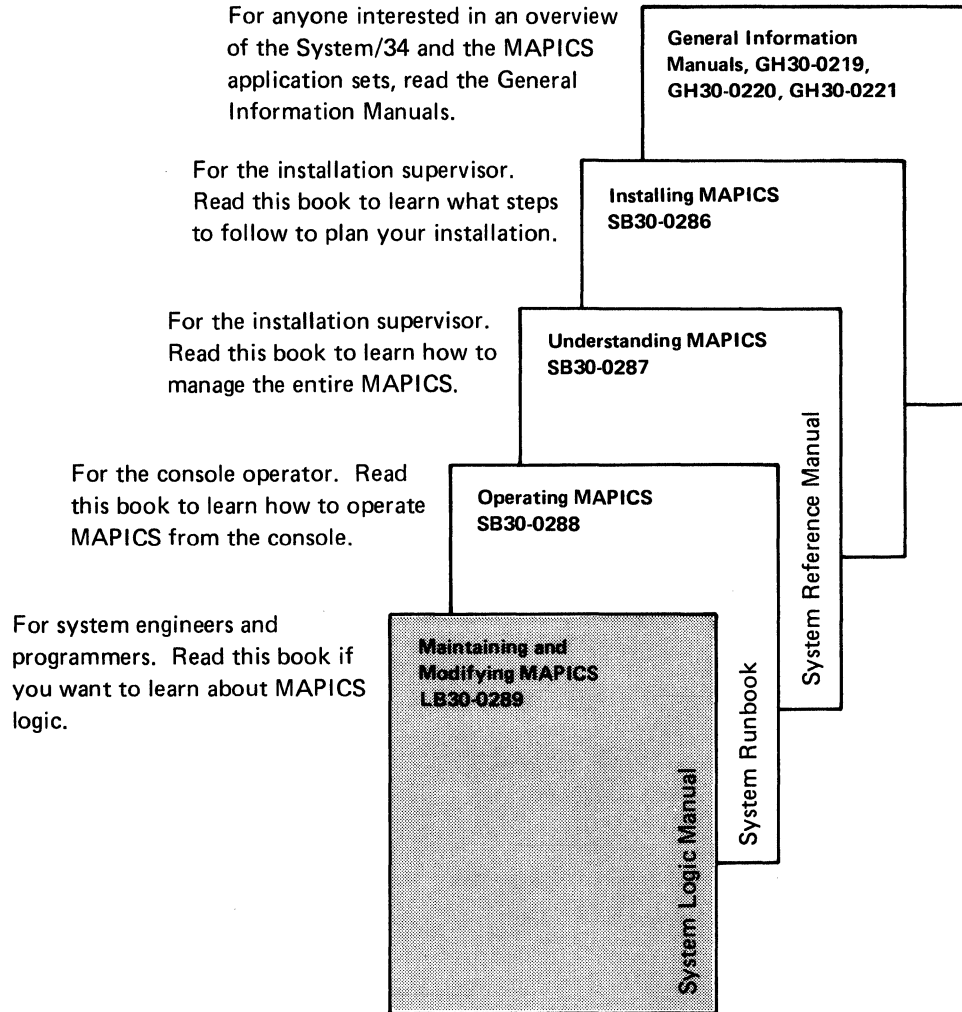 For anyone interested in an overview
of the System/34 and the MAPICS
application sets, read the General
Information Manuals.
General Information
Manuals, GH30-0219,
GH30-0220, GH30-0221
For the installation supervisor.
Read this book to learn what steps
to follow to plan your installation.
Installing MAPICS
SB30-0286
For the installation supervisor.
Read this book to learn how to
manage the entire MAPICS.
Understanding MAPICS
SB30-0287
System Reference Manual
For the console operator. Read
this book to learn how to operate
MAPICS from the console.
Operating MAPICS
SB30-0288
System Runbook
For system engineers and
programmers. Read this book if
you want to learn about MAPICS
logic.
Maintaining and
Modifying MAPICS
LB30-0289
System Logic Manual